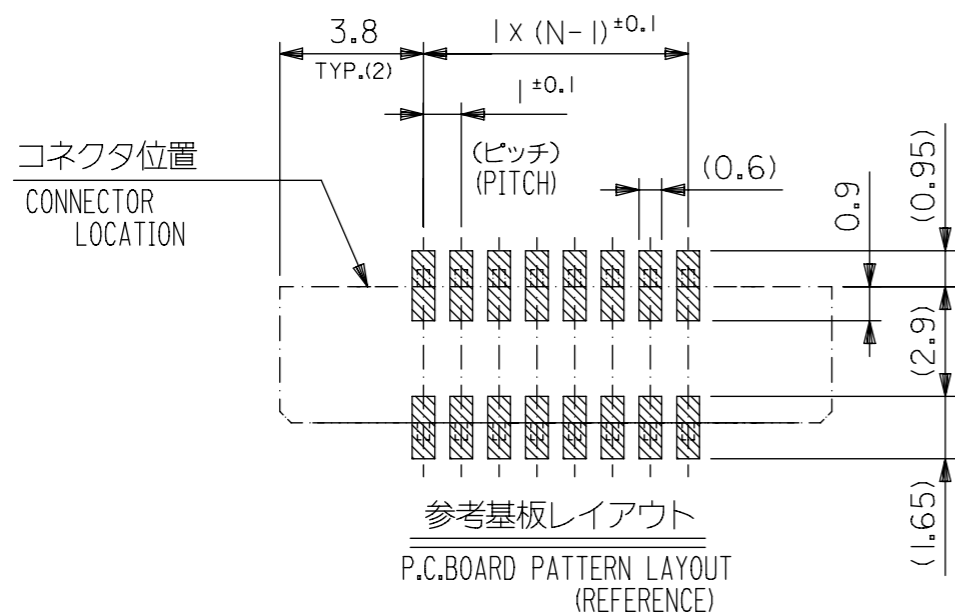 3.8
TYP.(2)
1×(N-1)±0.1
1±0.1
コネクタ位置
CONNECTOR
LOCATION
(ピッチ)
(PITCH)
(0.6)
0.9
(0.95)
(2.9)
(1.65)
参考基板レイアウト
P.C.BOARD PATTERN LAYOUT
(REFERENCE)